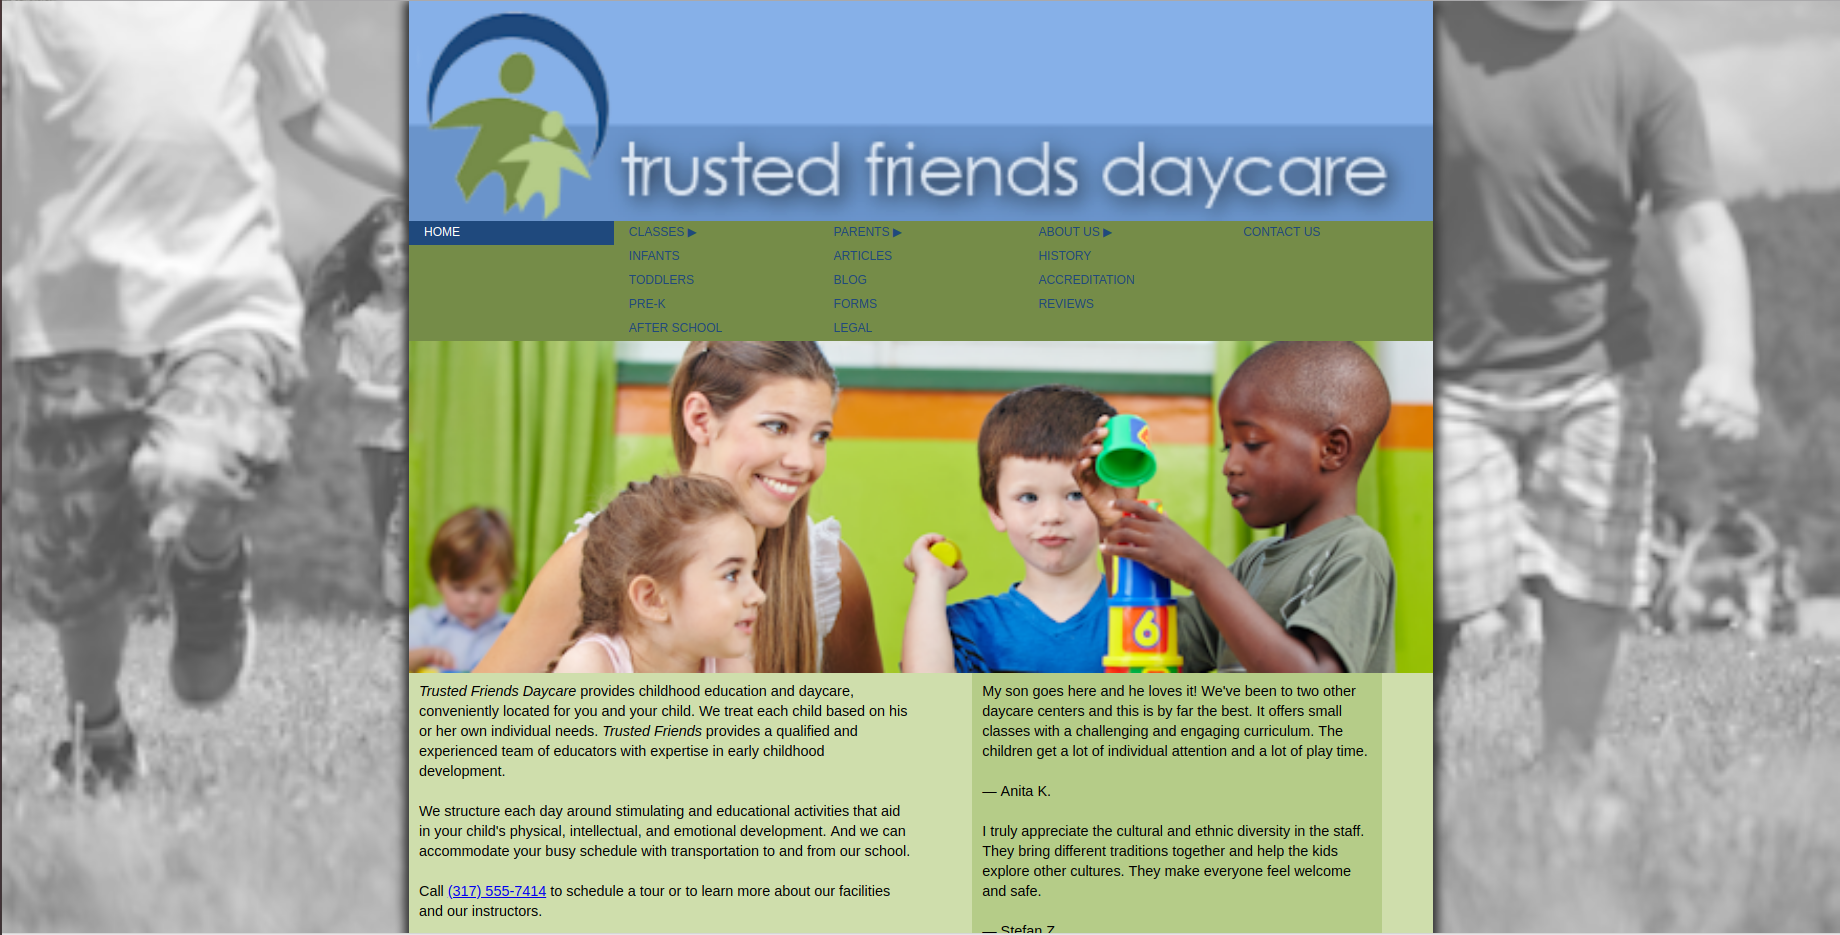 trusted friends daycare
HOME
CLASSES ▶
PARENTS ▶
ABOUT US ▶
CONTACT US
INFANTS
ARTICLES
HISTORY
TODDLERS
BLOG
ACCREDITATION
PRE-K
FORMS
REVIEWS
AFTER SCHOOL
LEGAL
6
Trusted Friends Daycare provides childhood education and daycare,
conveniently located for you and your child. We treat each child based on his
or her own individual needs. Trusted Friends provides a qualified and
experienced team of educators with expertise in early childhood
development.
We structure each day around stimulating and educational activities that aid
in your child's physical, intellectual, and emotional development. And we can
accommodate your busy schedule with transportation to and from our school.
Call (317) 555-7414 to schedule a tour or to learn more about our facilities
and our instructors.
My son goes here and he loves it! We've been to two other
daycare centers and this is by far the best. It offers small
classes with a challenging and engaging curriculum. The
children get a lot of individual attention and a lot of play time.
— Anita K.
I truly appreciate the cultural and ethnic diversity in the staff.
They bring different traditions together and help the kids
explore other cultures. They make everyone feel welcome
and safe.
— Stefan Z